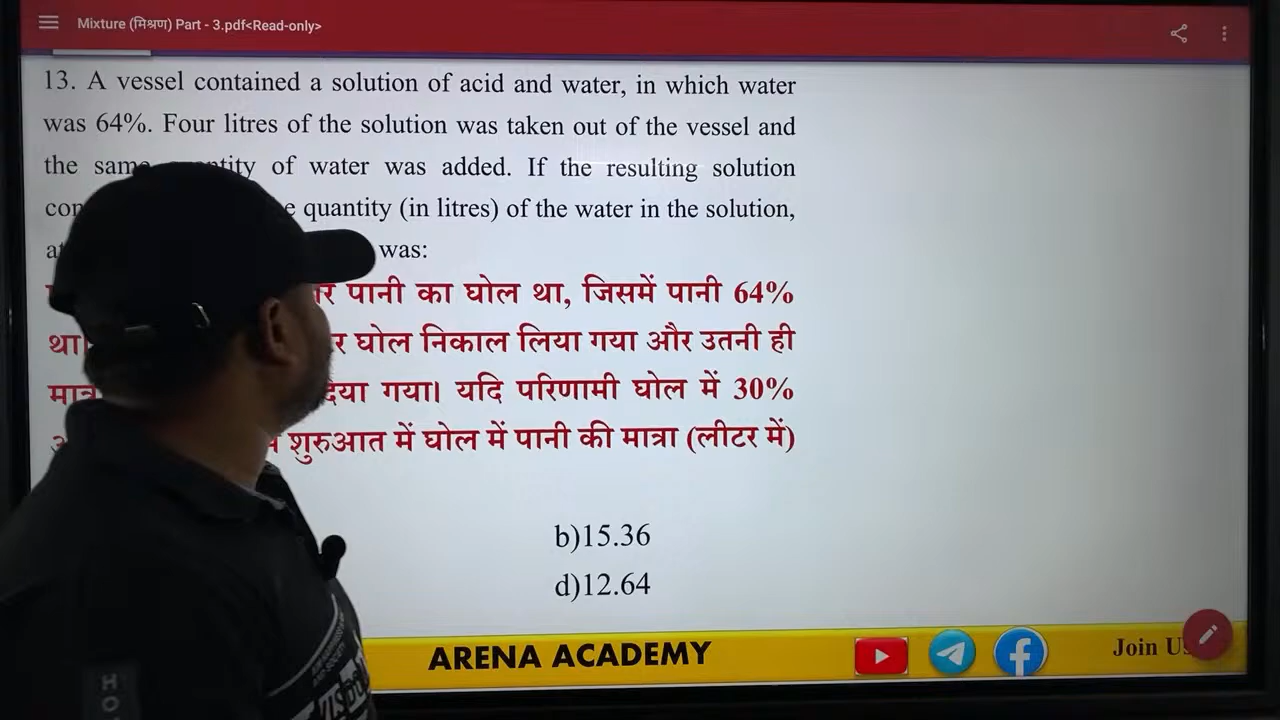 Mixture (मिश्रण) Part - 3.pdf<Read-only>
13. A vessel contained a solution of acid and water, in which water
was 64%. Four litres of the solution was taken out of the vessel and
the same of water was added. If the resulting solution
quantity (in litres) of the water in the solution,
was:
पानी का घोल था, जिसमें पानी 64%
था। घोल निकाल लिया गया और उतनी ही
गया। यदि परिणामी घोल में 30%
शुरुआत में घोल में पानी की मात्रा (लीटर में)
b)15.36
d)12.64
ARENA ACADEMY
Join